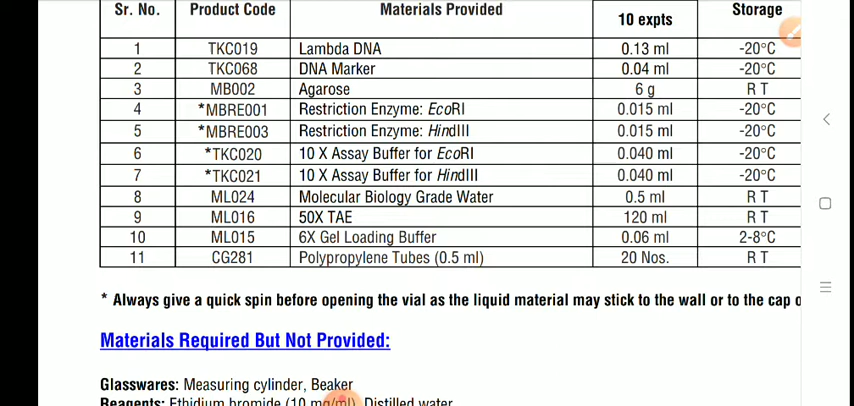 Sr. No. Product Code Materials Provided 10 expts Storage
1 TKC019 Lambda DNA 0.13 ml -20°C
2 TKC068 DNA Marker 0.04 ml -20°C
3 MB002 Agarose 6 g R T
4 *MBRE001 Restriction Enzyme: EcoRI 0.015 ml -20°C
5 *MBRE003 Restriction Enzyme: HindIII 0.015 ml -20°C
6 *TKC020 10 X Assay Buffer for EcoRI 0.040 ml -20°C
7 *TKC021 10 X Assay Buffer for HindIII 0.040 ml -20°C
8 ML024 Molecular Biology Grade Water 0.5 ml R T
9 ML016 50X TAE 120 ml R T
10 ML015 6X Gel Loading Buffer 0.06 ml 2-8°C
11 CG281 Polypropylene Tubes (0.5 ml) 20 Nos. R T
* Always give a quick spin before opening the vial as the liquid material may stick to the wall or to the cap
Materials Required But Not Provided:
Glasswares: Measuring cylinder, Beaker
Reagents: Ethidium bromide (10 mg/ml), Distilled water